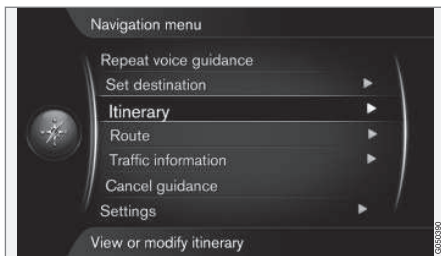 Navigation menu
Repeat voice guidance
Set destination
Itinerary
Route
Traffic information
Cancel guidance
Settings
View or modify itinerary
G050390